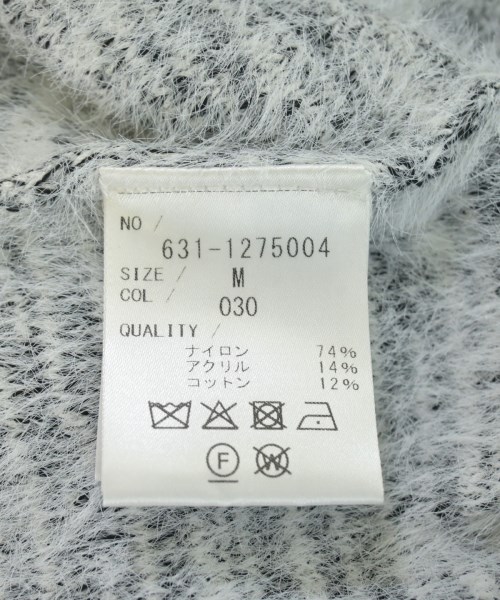 NO /
631-1275004
SIZE / M
COL / 030
QUALITY /
ナイロン 74%
アクリル 14%
コットン 12%
F W